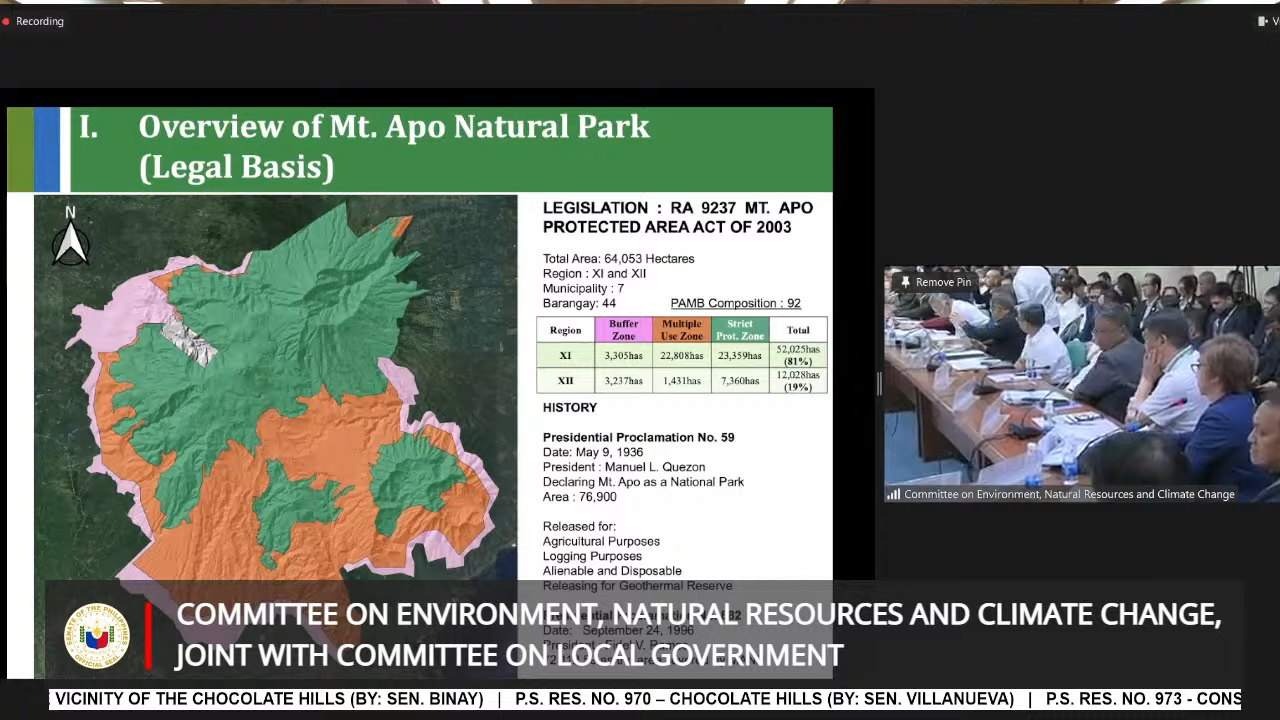 Recording
I. Overview of Mt. Apo Natural Park
(Legal Basis)
N
LEGISLATION : RA 9237 MT. APO
PROTECTED AREA ACT OF 2003
Total Area: 64,053 Hectares
Region : XI and XII
Municipality : 7
Barangay: 44 PAMB Composition : 92
Region Buffer Zone Multiple Use Zone Strict Prot. Zone Total
XI 3,305has 22,808has 23,359has 52,025has (81%)
XII 3,237has 1,431has 7,360has 12,028has (19%)
HISTORY
Presidential Proclamation No. 59
Date: May 9, 1936
President : Manuel L. Quezon
Declaring Mt. Apo as a National Park
Area : 76,900
Released for:
Agricultural Purposes
Logging Purposes
Alienable and Disposable
Releasing for Geothermal Reserve
Date: September 24, 1996
Remove Pin
Committee on Environment, Natural Resources and Climate Change
SENATE OF THE PHILIPPINES
OFFICIAL SEAL
COMMITTEE ON ENVIRONMENT, NATURAL RESOURCES AND CLIMATE CHANGE,
JOINT WITH COMMITTEE ON LOCAL GOVERNMENT
VICINITY OF THE CHOCOLATE HILLS (BY: SEN. BINAY) | P.S. RES. NO. 970 – CHOCOLATE HILLS (BY: SEN. VILLANUEVA) | P.S. RES. NO. 973 - CONS